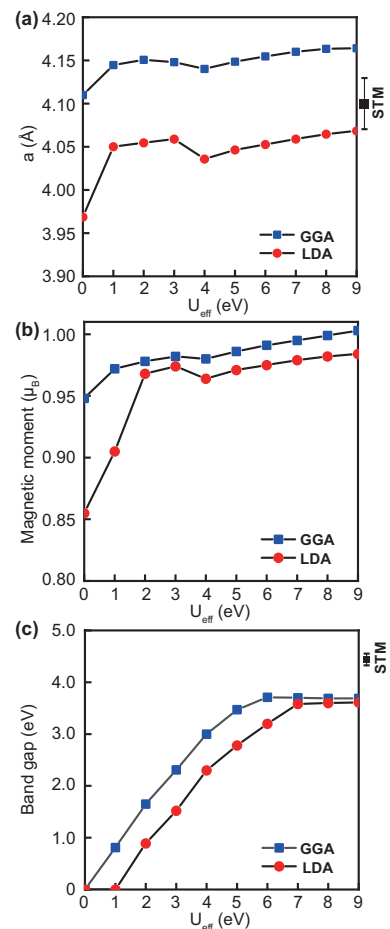 (a)
4.20
4.15
4.10
4.05
4.00
3.95
3.90
a (Å)
STM
GGA
LDA
0 1 2 3 4 5 6 7 8 9
U_eff (eV)
(b)
1.00
0.95
0.90
0.85
0.80
Magnetic moment (μ_B)
GGA
LDA
0 1 2 3 4 5 6 7 8 9
U_eff (eV)
(c)
5.0
4.0
3.0
2.0
1.0
0
Band gap (eV)
STM
GGA
LDA
0 1 2 3 4 5 6 7 8 9
U_eff (eV)